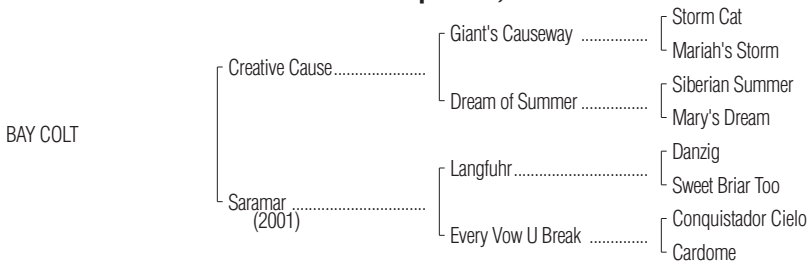 Storm Cat
Giant's Causeway ................
Mariah's Storm
Creative Cause......................
Siberian Summer
Dream of Summer ................
Mary's Dream
BAY COLT
Danzig
Langfuhr................................
Sweet Briar Too
Saramar ................................
(2001)
Conquistador Cielo
Every Vow U Break ..............
Cardome